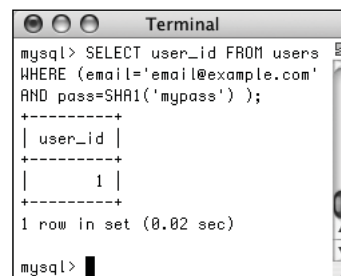 Terminal
mysql> SELECT user_id FROM users
WHERE (email='email@example.com'
AND pass=SHA1('mypass') );
+---------+
| user_id |
+---------+
|       1 |
+---------+
1 row in set (0.02 sec)
mysql>